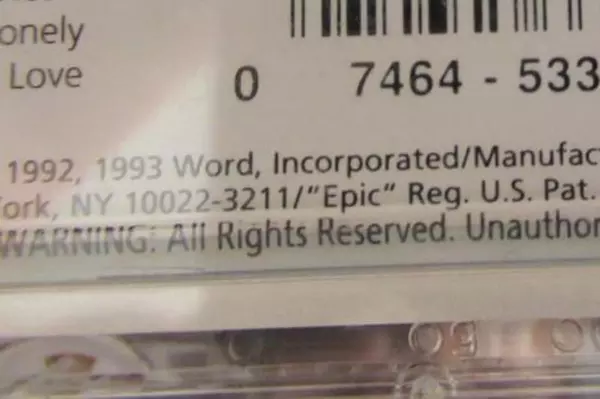 onely
Love
0 7464 - 533
1992, 1993 Word, Incorporated/Manufac
ork, NY 10022-3211/"Epic" Reg. U.S. Pat.
WARNING: All Rights Reserved. Unauthor